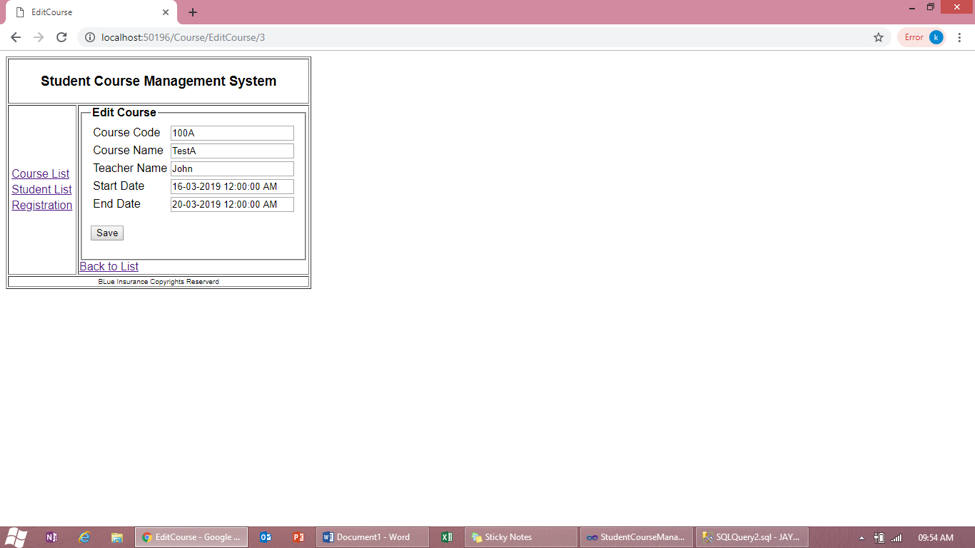 EditCourse
localhost:50196/Course/EditCourse/3
Error k
Student Course Management System
Edit Course
Course Code 100A
Course Name TestA
Teacher Name John
Start Date 16-03-2019 12:00:00 AM
End Date 20-03-2019 12:00:00 AM
Save
Course List
Student List
Registration
Back to List
BLue Insurance Copyrights Reserverd
EditCourse - Google ...
Document1 - Word
Sticky Notes
StudentCourseMana...
SQLQuery2.sql - JAY...
09:54 AM